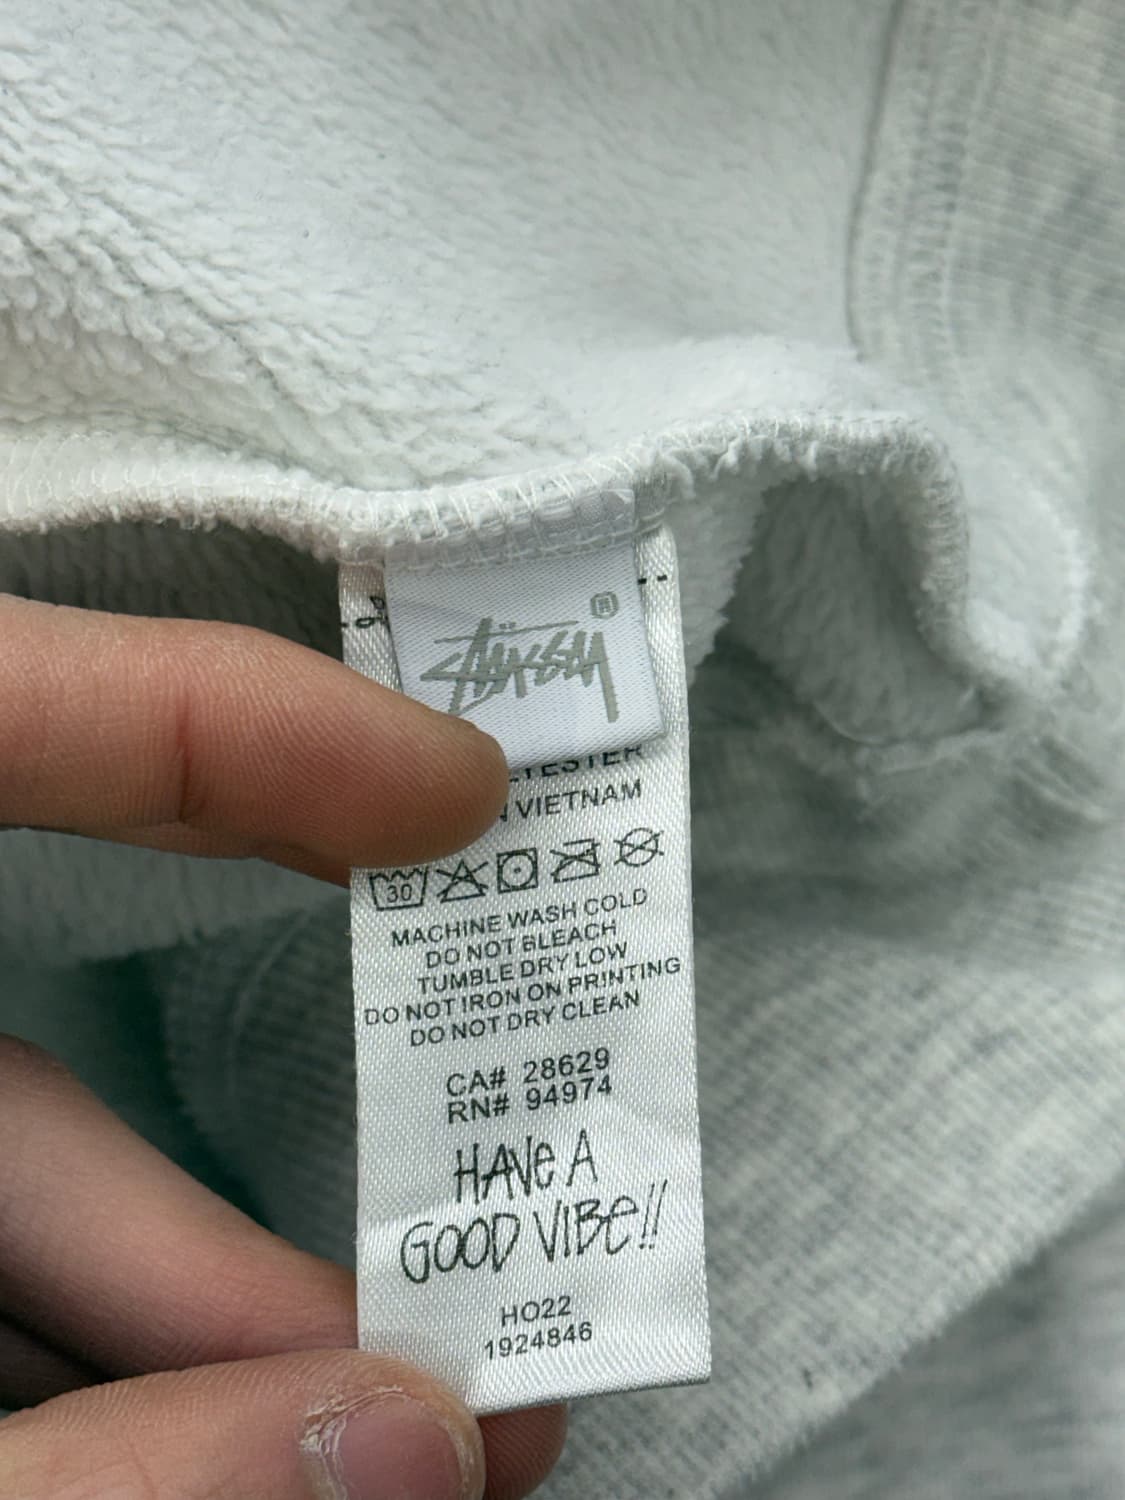 STÜSSY®
VIETNAM
30
MACHINE WASH COLD
DO NOT BLEACH
TUMBLE DRY LOW
DO NOT IRON ON PRINTING
DO NOT DRY CLEAN
CA# 28629
RN# 94974
HAVE A
GOOD VIBE!!
HO22
1924846